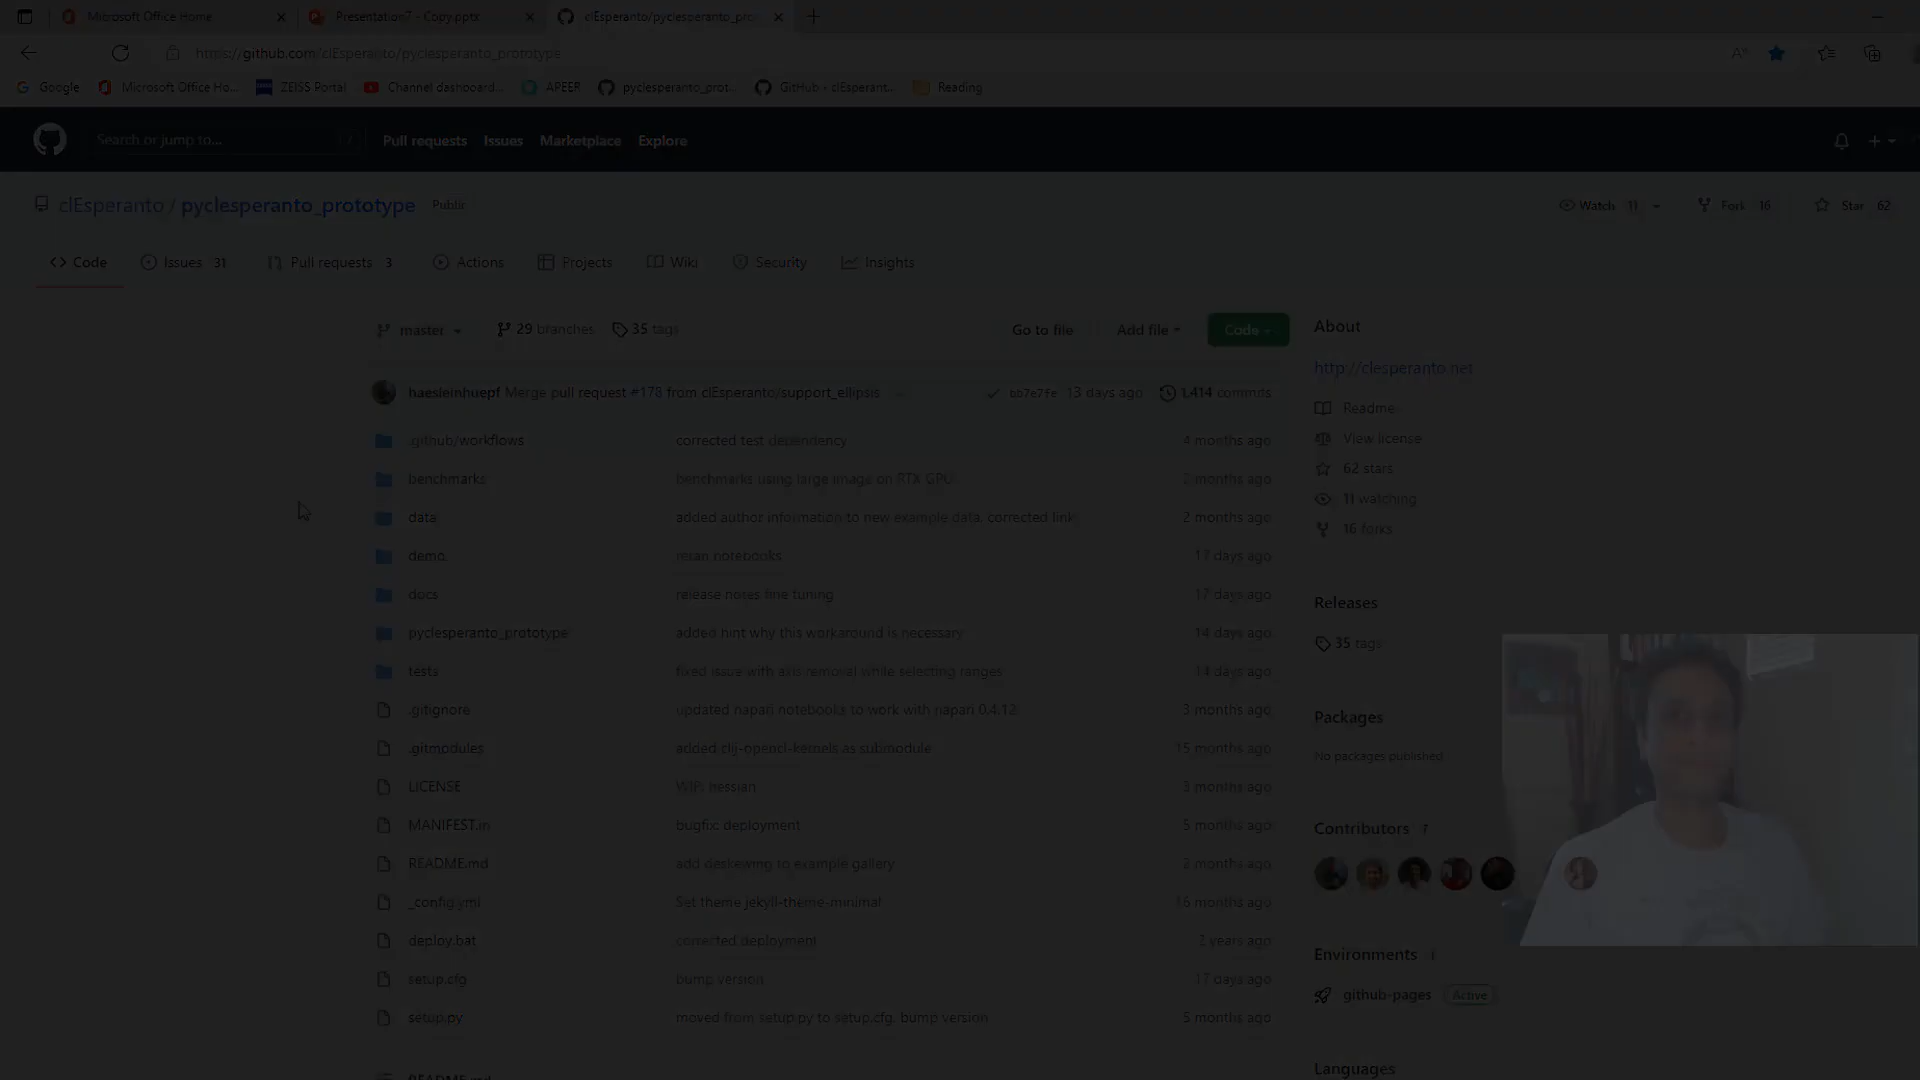 Microsoft Office Home
Presentation7 - Copy.pptx
clEsperanto/pyclesperanto_pro
https://github.com/clEsperanto/pyclesperanto_prototype
Google
Microsoft Office Ho...
ZEISS Portal
Channel dashboard...
APEER
pyclesperanto_prot...
GitHub - clEsperant...
Reading
Search or jump to...
/
Pull requests
Issues
Marketplace
Explore
clEsperanto / pyclesperanto_prototype
Public
Watch 11
Fork 16
Star 62
Code
Issues 31
Pull requests 3
Actions
Projects
Wiki
Security
Insights
master
29 branches
35 tags
Go to file
Add file
Code
About
http://clesperanto.net
haesleinhuepf Merge pull request #178 from clEsperanto/support_ellipsis
bb7e7fe 13 days ago
1,414 commits
Readme
.github/workflows corrected test dependency 4 months ago
View license
benchmarks benchmarks using large image on RTX GPU
62 stars
11 watching
data added author information to new example data, corrected link 2 months ago
16 forks
demo reran notebooks 17 days ago
docs release notes fine tuning 17 days ago
Releases
pyclesperanto_prototype added hint why this workaround is necessary 14 days ago
35 tags
tests fixed issue with axis removal while selecting ranges 14 days ago
.gitignore updated napari notebooks to work with napari 0.4.12 3 months ago
Packages
.gitmodules added clij-opencl-kernels as submodule 15 months ago
No packages published
LICENSE WIP: hessian 3 months ago
MANIFEST.in bugfix deployment 5 months ago
Contributors 7
README.md add deskewing to example gallery 2 months ago
_config.yml Set theme jekyll-theme-minimal 16 months ago
deploy.bat corrected deployment 2 years ago
Environments 1
setup.cfg bump version 17 days ago
github-pages Active
setup.py moved from setup.py to setup.cfg, bump version 5 months ago
Languages
README.md